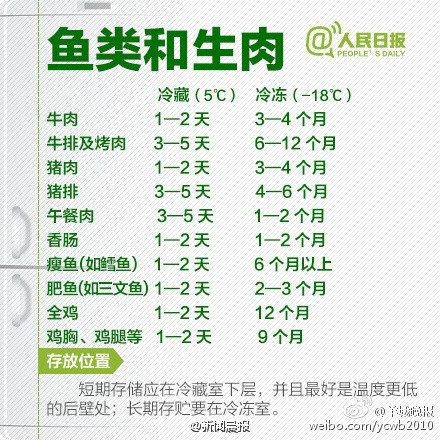 @人民日报
PEOPLE'S DAILY
鱼类和生肉
冷藏（5℃） 冷冻（-18℃）
牛肉 1—2 天 3—4 个月
牛排及烤肉 3—5 天 6—12 个月
猪肉 1—2 天 3—4 个月
猪排 3—5 天 4—6 个月
午餐肉 3—5 天 1—2 个月
香肠 1—2 天 1—2 个月
瘦鱼(如鳕鱼) 1—2 天 6 个月以上
肥鱼(如三文鱼) 1—2 天 2—3 个月
全鸡 1—2 天 12 个月
鸡胸、鸡腿等 1—2 天 9 个月
存放位置
短期存储应在冷藏室下层，并且最好是温度更低
的后壁处；长期存贮要在冷冻室。
@新闻晨报
weibo.com/ycwb2010